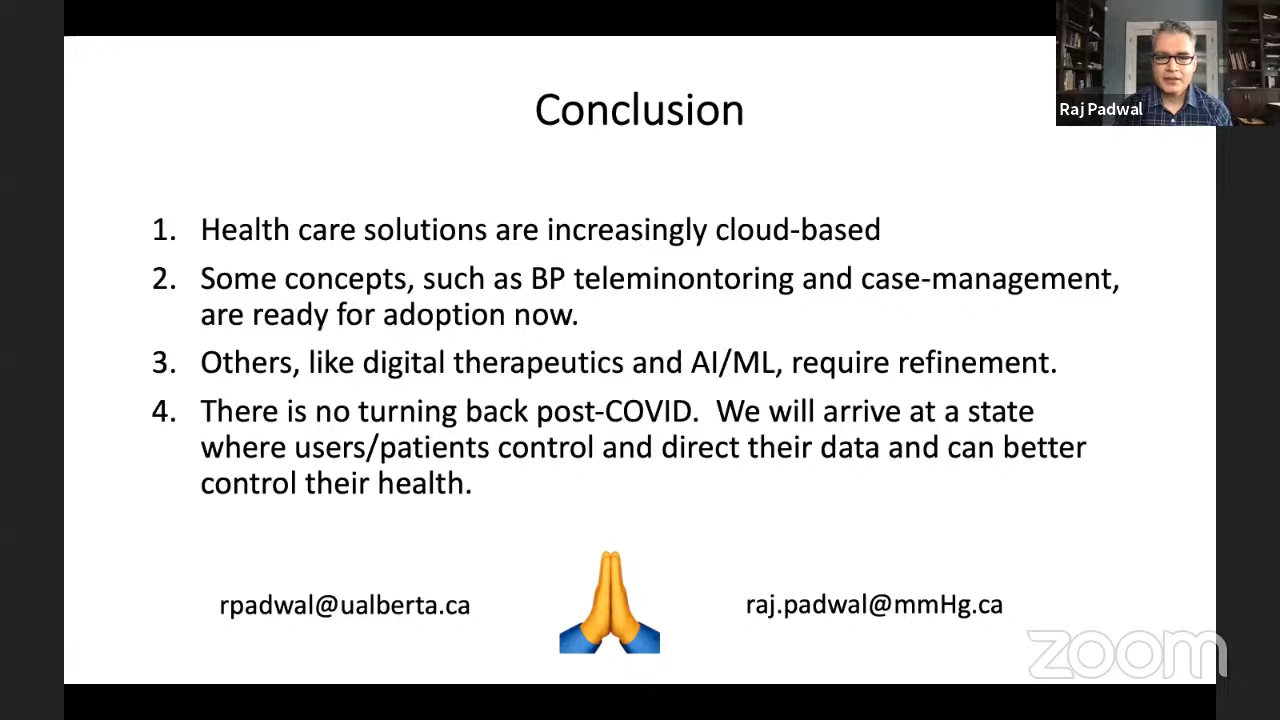 Raj Padwal
Conclusion
1. Health care solutions are increasingly cloud-based
2. Some concepts, such as BP teleminontoring and case-management,
are ready for adoption now.
3. Others, like digital therapeutics and AI/ML, require refinement.
4. There is no turning back post-COVID.  We will arrive at a state
where users/patients control and direct their data and can better
control their health.
rpadwal@ualberta.ca
raj.padwal@mmHg.ca
zoom